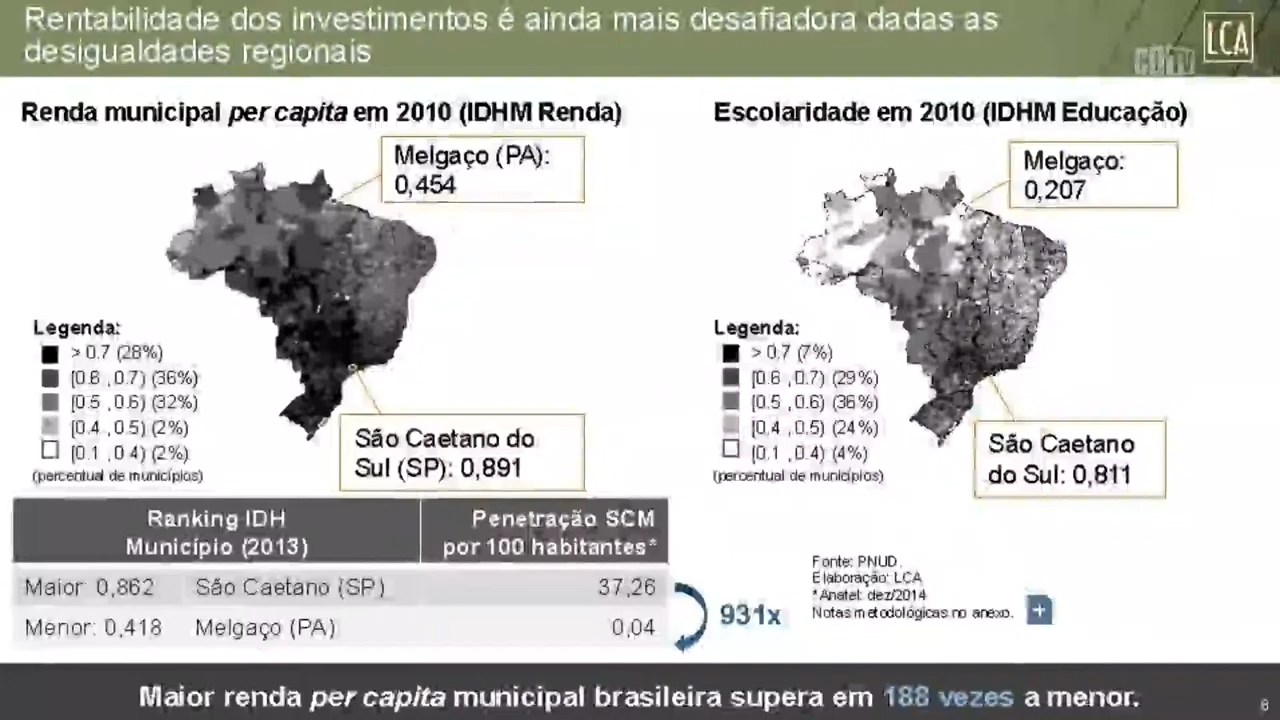 Rentabilidade dos investimentos é ainda mais desafiadora dadas as
desigualdades regionais
LCA
Renda municipal per capita em 2010 (IDHM Renda)
Melgaço (PA):
0,454
Legenda:
> 0.7 (28%)
[0.6 ,0.7) (36%)
[0.5 ,0.6) (32%)
[0.4 ,0.5) (2%)
[0.1 ,0.4) (2%)
(percentual de municípios)
São Caetano do
Sul (SP): 0,891
Escolaridade em 2010 (IDHM Educação)
Melgaço:
0,207
Legenda:
> 0.7 (7%)
[0.6 ,0.7) (29%)
[0.5 ,0.6) (36%)
[0.4 ,0.5) (24%)
[0.1 ,0.4) (4%)
(percentual de municípios)
São Caetano
do Sul: 0,811
Ranking IDH
Município (2013)
Penetração SCM
por 100 habitantes*
Maior: 0,862 São Caetano (SP) 37,26
Menor: 0,418 Melgaço (PA) 0,04
931x
Fonte: PNUD.
Elaboração: LCA
*Anatel: dez/2014
Notas metodológicas no anexo.
+
Maior renda per capita municipal brasileira supera em 188 vezes a menor.